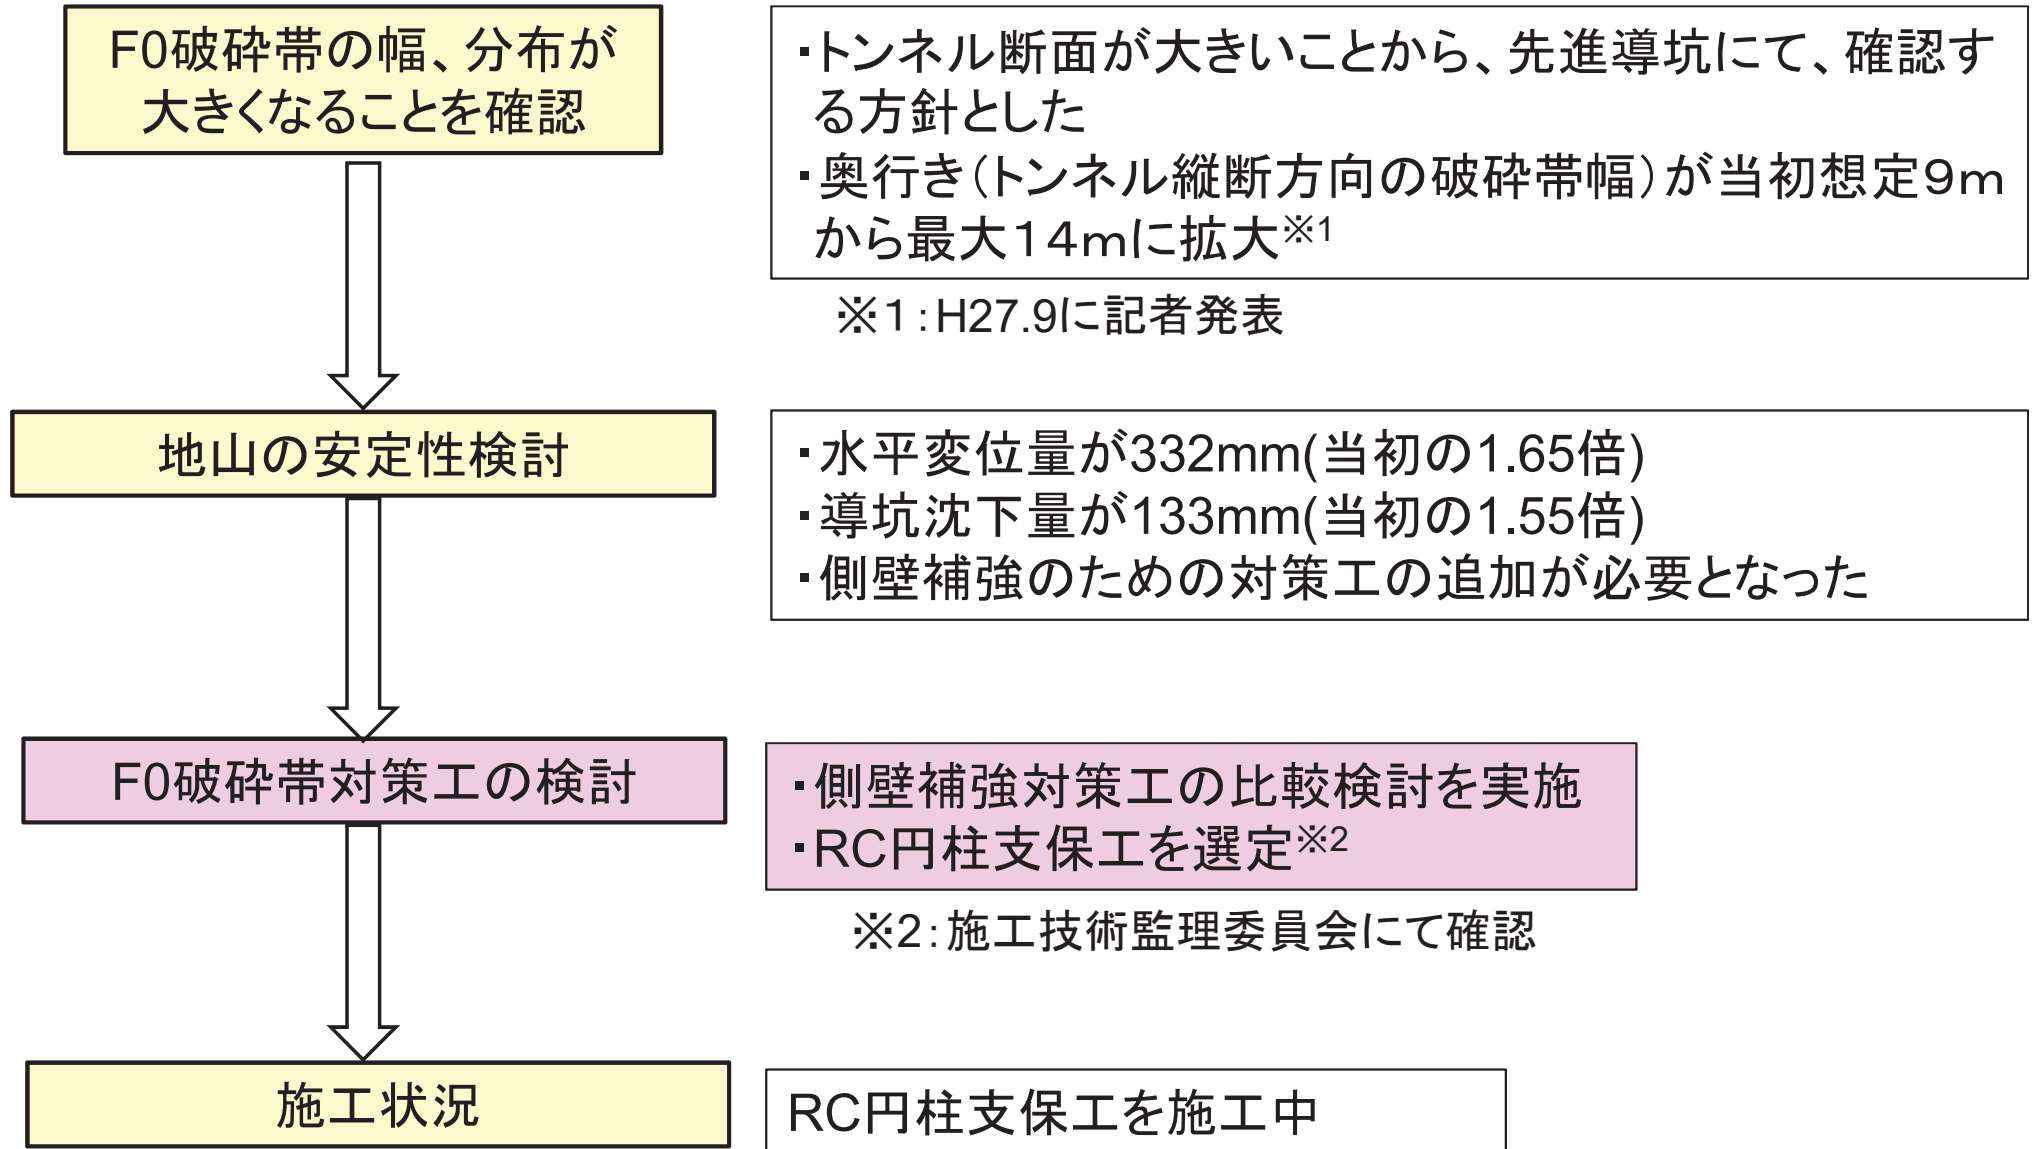 F0破砕帯の幅、分布が
大きくなることを確認
・トンネル断面が大きいことから、先進導坑にて、確認す
る方針とした
・奥行き(トンネル縦断方向の破砕帯幅)が当初想定9m
から最大14mに拡大※1
※1:H27.9に記者発表
地山の安定性検討
・水平変位量が332mm(当初の1.65倍)
・導坑沈下量が133mm(当初の1.55倍)
・側壁補強のための対策工の追加が必要となった
F0破砕帯対策工の検討
・側壁補強対策工の比較検討を実施
・RC円柱支保工を選定※2
※2:施工技術監理委員会にて確認
施工状況
RC円柱支保工を施工中